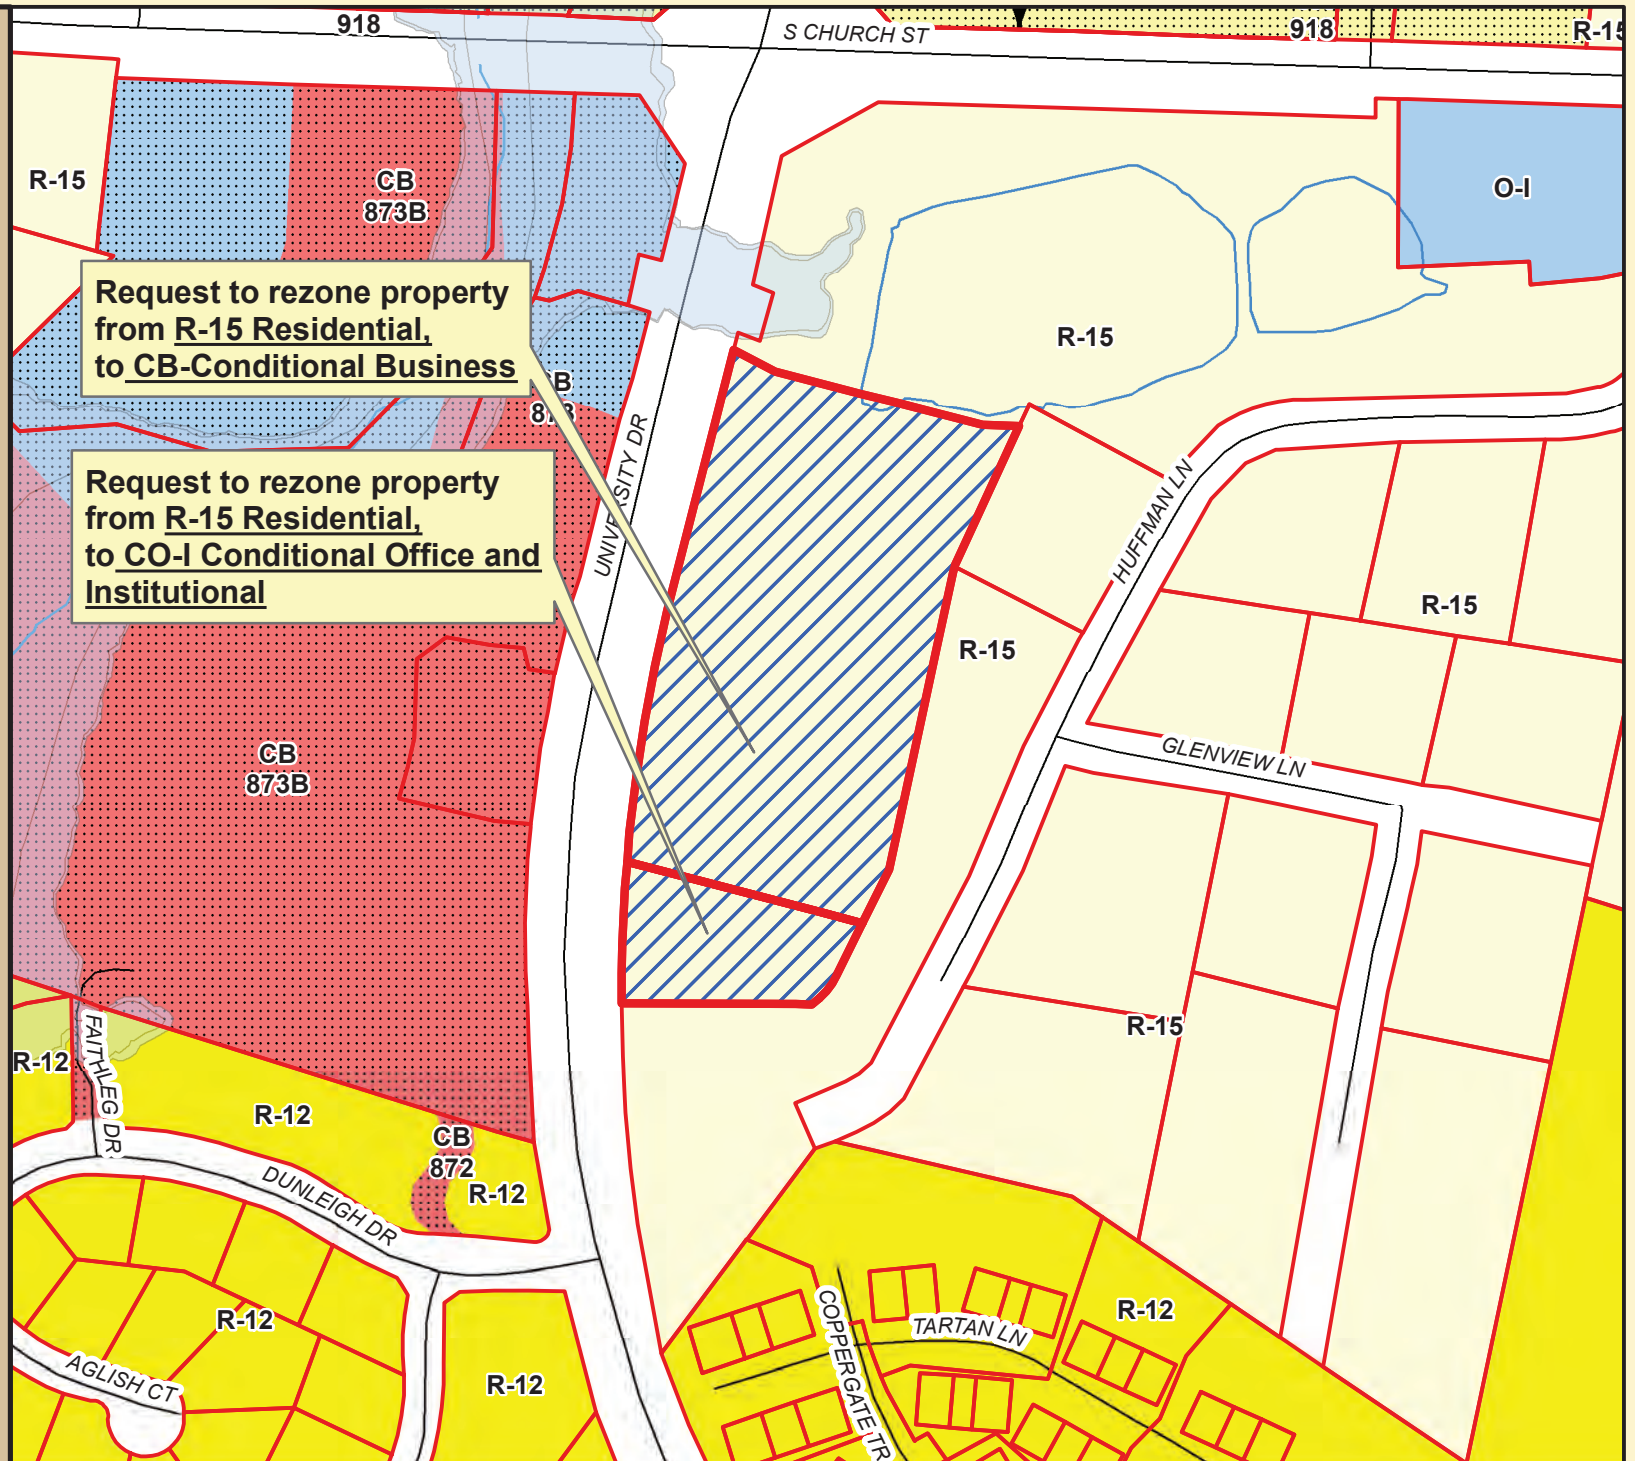 918
S CHURCH ST
918
R-15
R-15
CB
873B
O-I
Request to rezone property
from R-15 Residential,
to CB-Conditional Business
R-15
CB
873
UNIVERSITY DR
Request to rezone property
from R-15 Residential,
to CO-I Conditional Office and
Institutional
HUFFMAN LN
R-15
R-15
CB
873B
GLENVIEW LN
R-15
FAITHLEG DR
R-12
R-12
CB
872
R-12
DUNLEIGH DR
R-12
R-12
COPPERGATE TR
TARTAN LN
AGLISH CT
R-12